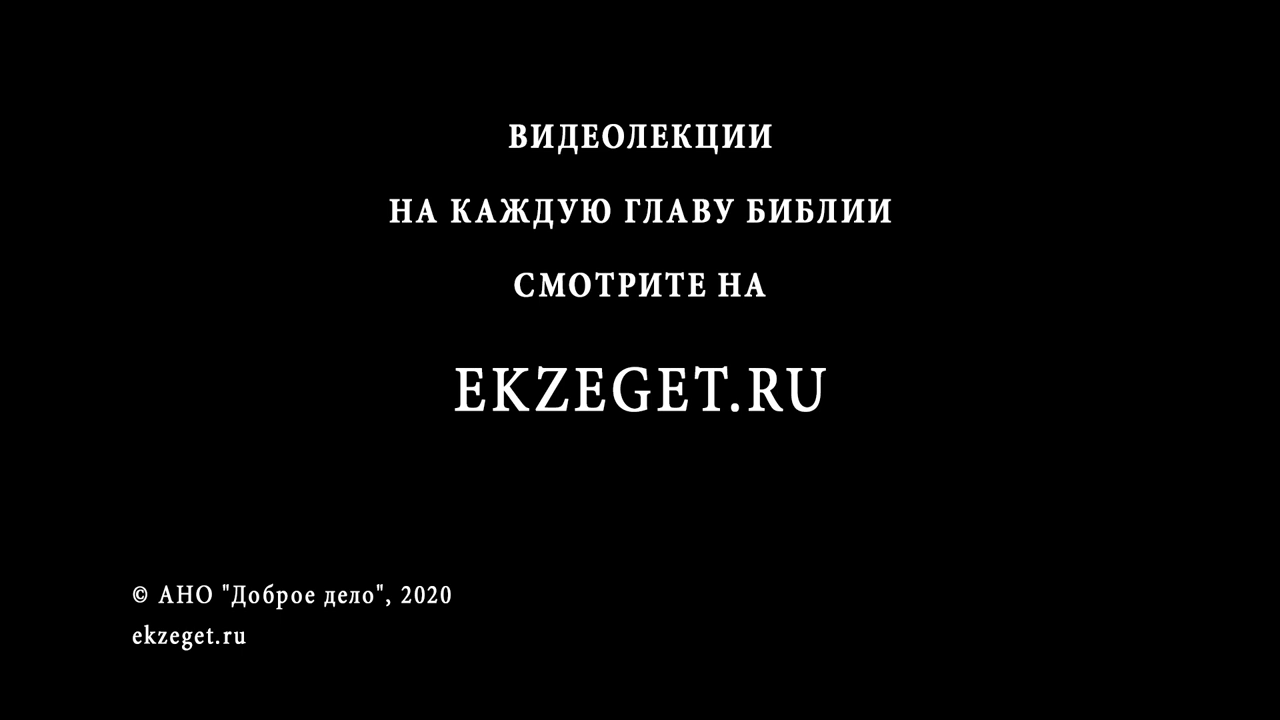 ВИДЕОЛЕКЦИИ
НА КАЖДУЮ ГЛАВУ БИБЛИИ
СМОТРИТЕ НА
EKZEGET.RU
© АНО "Доброе дело", 2020
ekzeget.ru